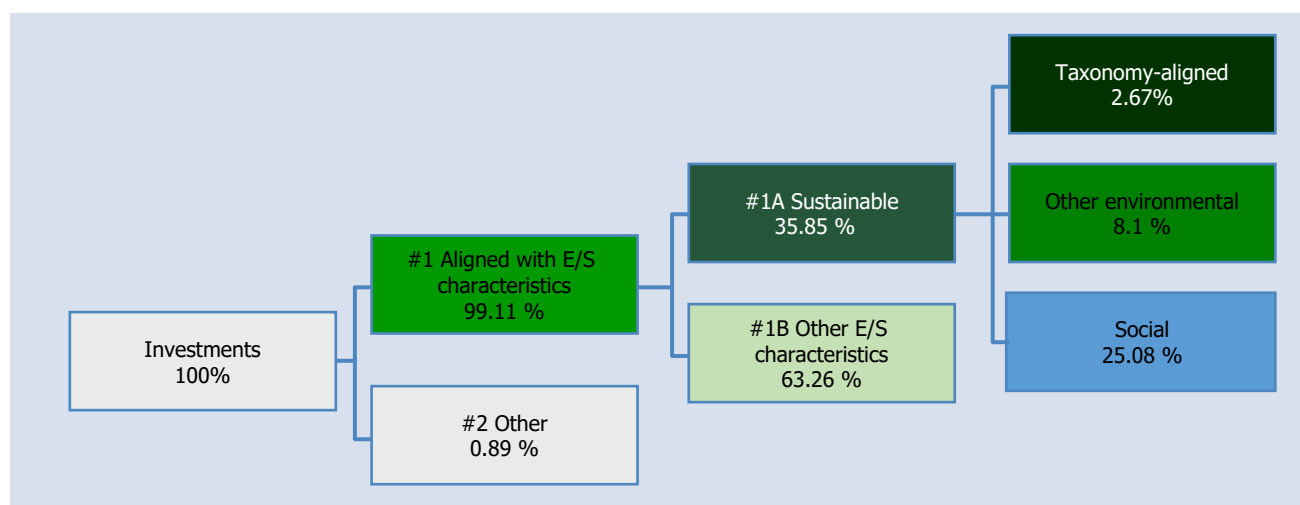 Investments
100%
#1 Aligned with E/S
characteristics
99.11 %
#2 Other
0.89 %
#1A Sustainable
35.85 %
#1B Other E/S
characteristics
63.26 %
Taxonomy-aligned
2.67%
Other environmental
8.1 %
Social
25.08 %